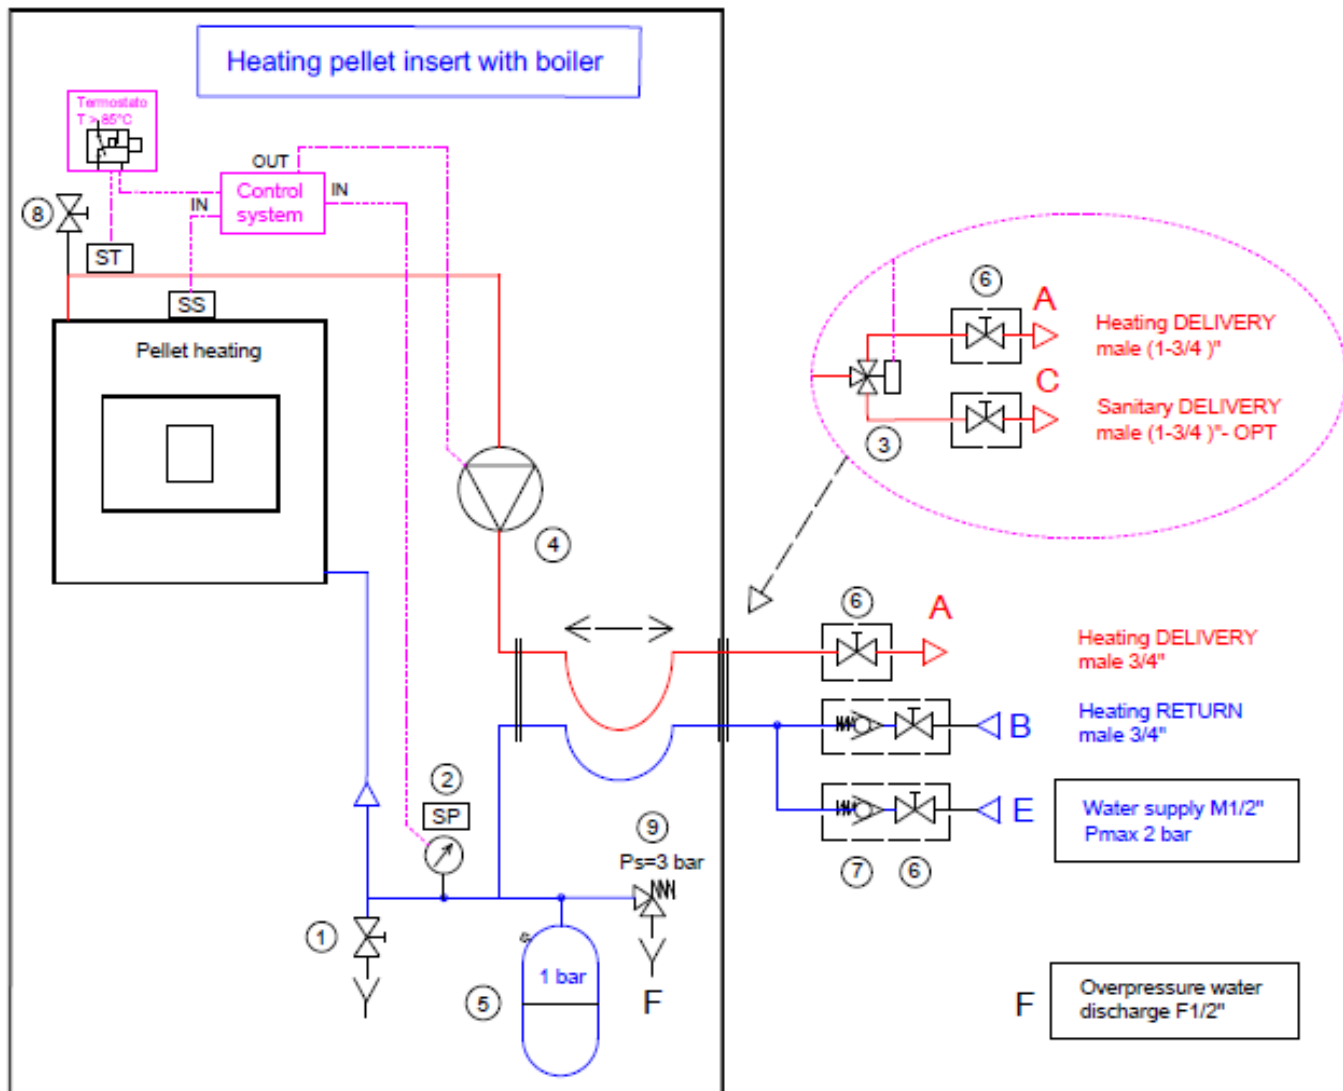 Heating pellet insert with boiler
Termostato
T > 85°C
OUT
Control
system
IN
IN
8
ST
SS
Pellet heating
6
A
Heating DELIVERY
male (1-3/4 )"
C
Sanitary DELIVERY
male (1-3/4 )"- OPT
3
4
6
A
Heating DELIVERY
male 3/4"
B
Heating RETURN
male 3/4"
2
SP
9
Ps=3 bar
E
Water supply M1/2"
Pmax 2 bar
7
6
1
1 bar
5
F
F
Overpressure water
discharge F1/2"